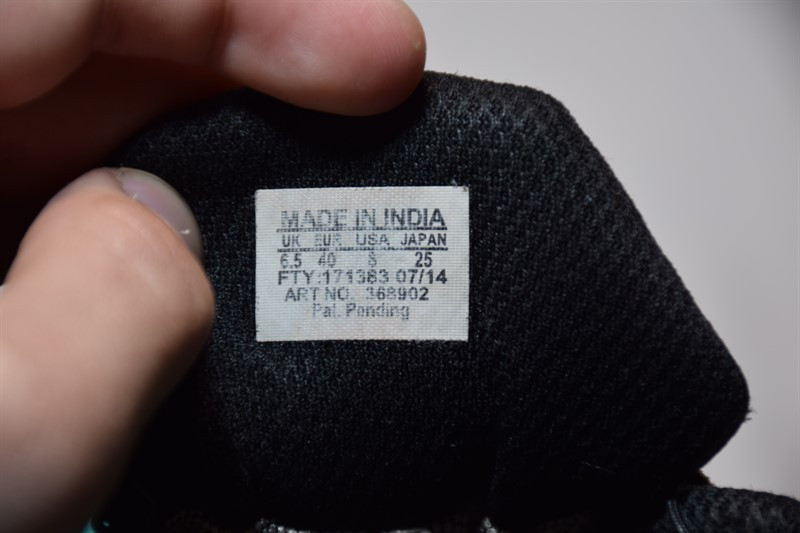 MADE IN INDIA
UK EUR USA JAPAN
6.5 40 8 25
FTY:171383 07/14
ART NO. 368902
Pat. Pending